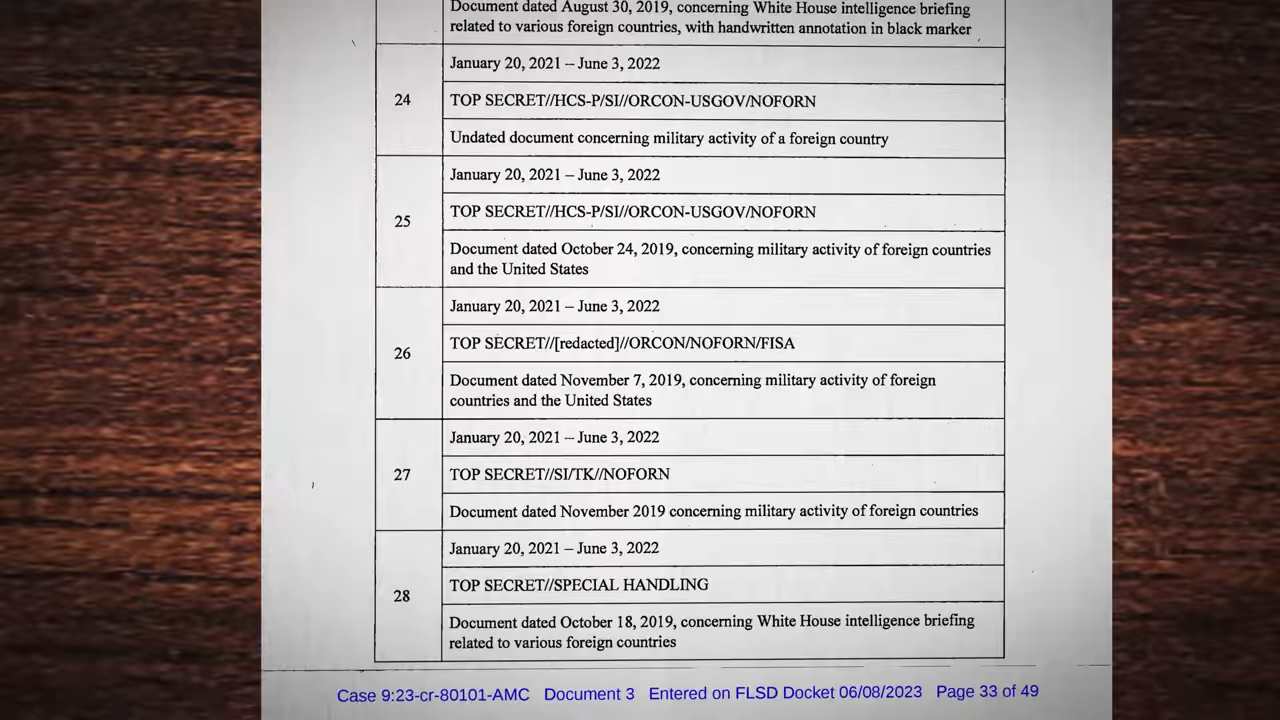 Document dated August 30, 2019, concerning White House intelligence briefing
related to various foreign countries, with handwritten annotation in black marker
24
January 20, 2021 – June 3, 2022
TOP SECRET//HCS-P/SI//ORCON-USGOV/NOFORN
Undated document concerning military activity of a foreign country
25
January 20, 2021 – June 3, 2022
TOP SECRET//HCS-P/SI//ORCON-USGOV/NOFORN
Document dated October 24, 2019, concerning military activity of foreign countries
and the United States
26
January 20, 2021 – June 3, 2022
TOP SECRET//[redacted]//ORCON/NOFORN/FISA
Document dated November 7, 2019, concerning military activity of foreign
countries and the United States
27
January 20, 2021 – June 3, 2022
TOP SECRET//SI/TK//NOFORN
Document dated November 2019 concerning military activity of foreign countries
28
January 20, 2021 – June 3, 2022
TOP SECRET//SPECIAL HANDLING
Document dated October 18, 2019, concerning White House intelligence briefing
related to various foreign countries
Case 9:23-cr-80101-AMC Document 3 Entered on FLSD Docket 06/08/2023 Page 33 of 49